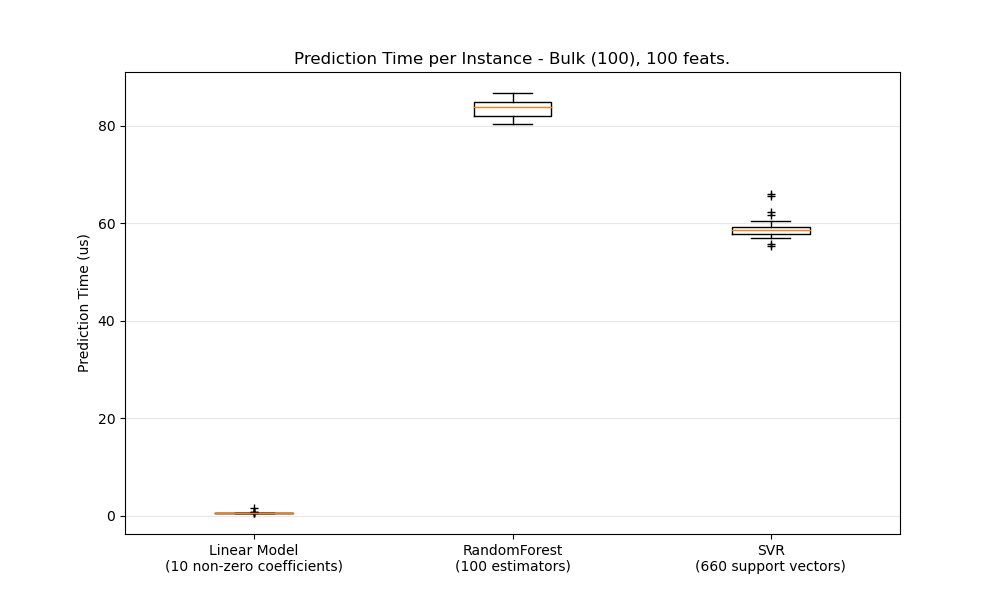 Prediction Time per Instance - Bulk (100), 100 feats.
Prediction Time (us)
80
60
40
20
0
Linear Model
(10 non-zero coefficients)
RandomForest
(100 estimators)
SVR
(660 support vectors)